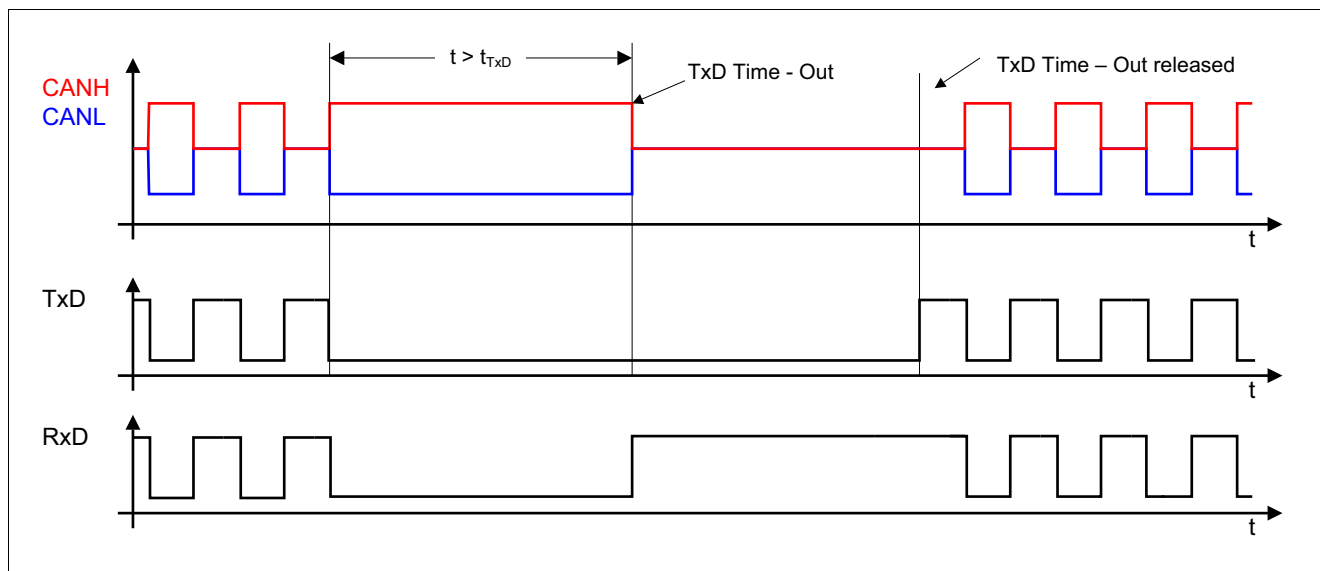 t > tTxD
TxD Time - Out
TxD Time – Out released
CANH
CANL
t
TxD
t
RxD
t